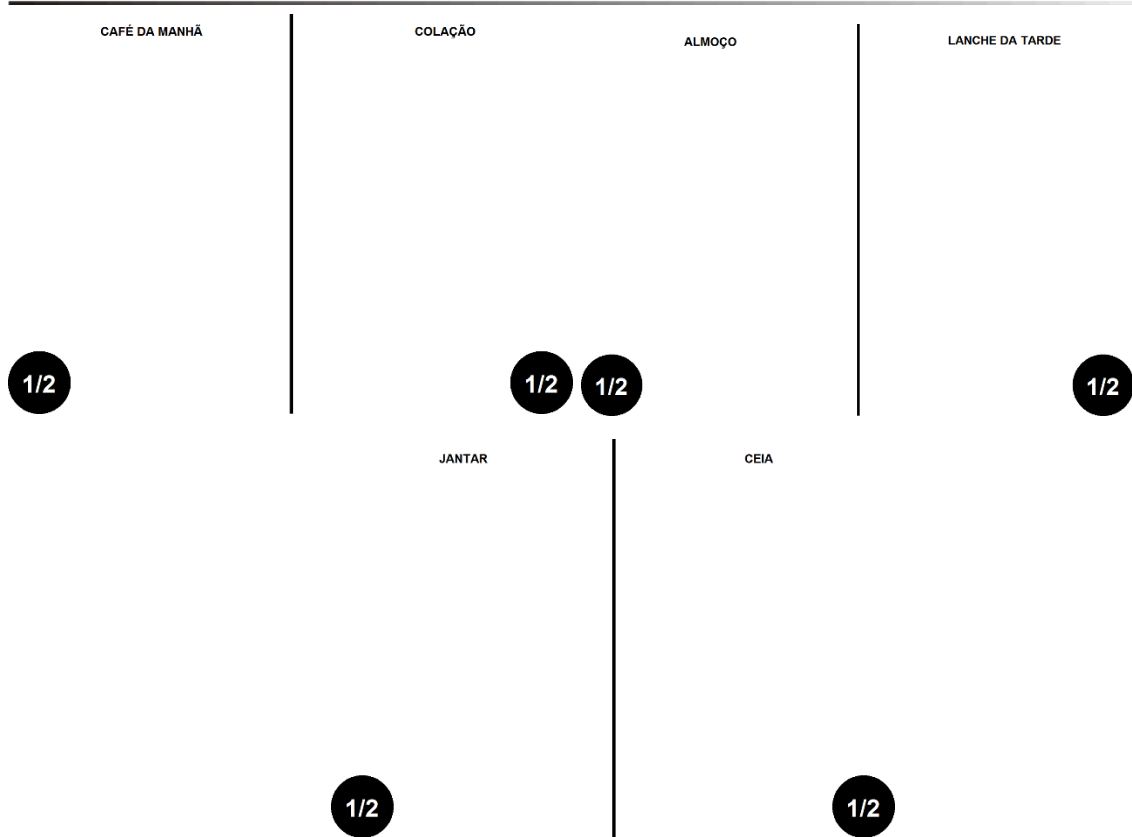 CAFÉ DA MANHÃ
COLAÇÃO
ALMOÇO
LANCHE DA TARDE
1/2
1/2
1/2
1/2
JANTAR
CEIA
1/2
1/2